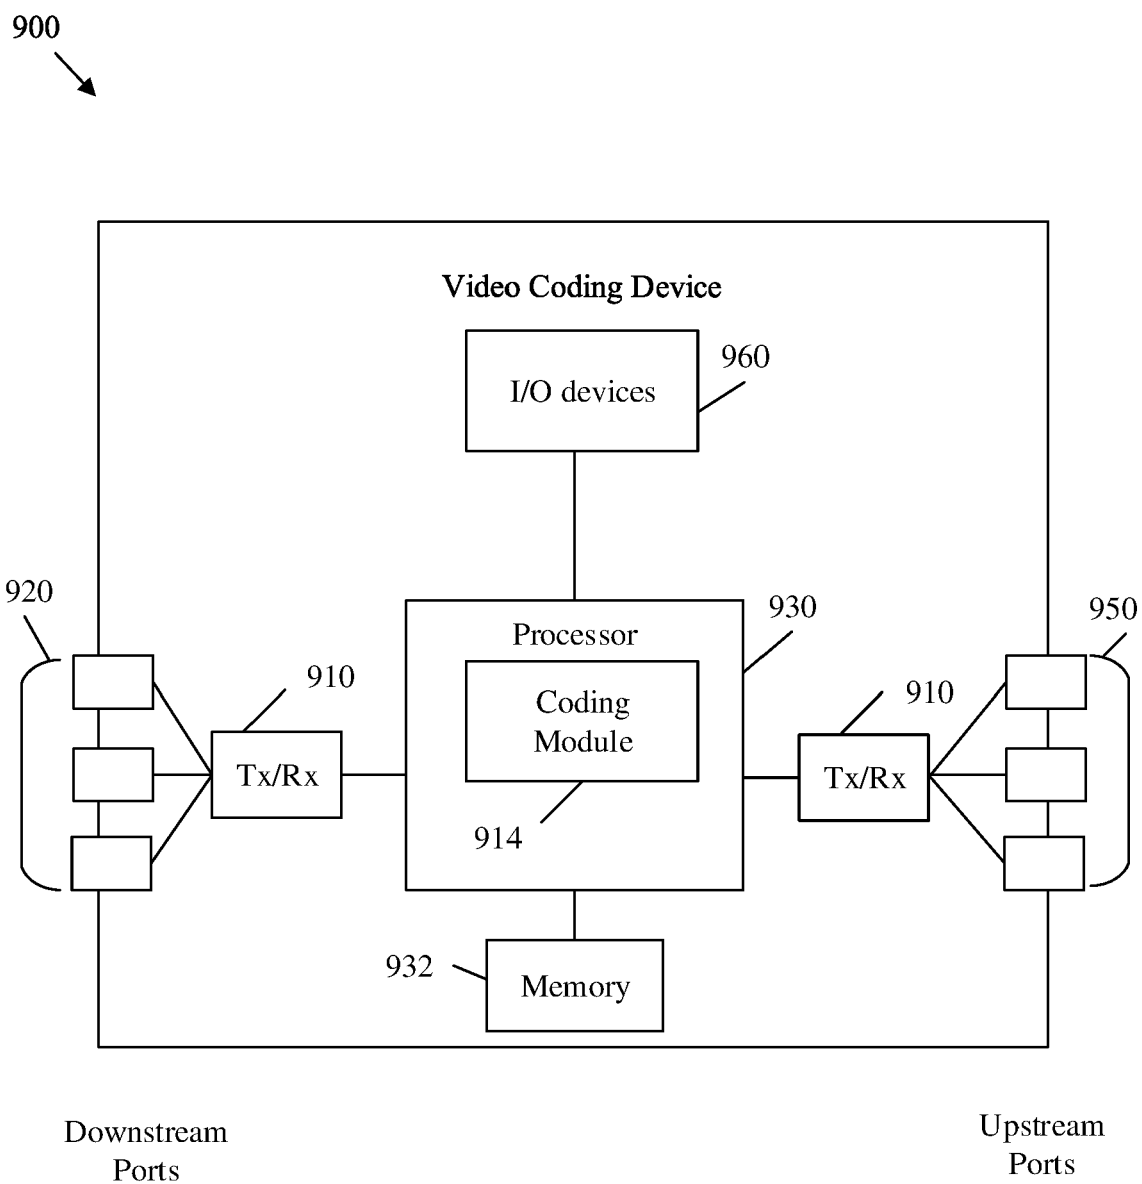 900
Video Coding Device
I/O devices
960
920
930
950
Processor
910
910
Coding
Module
Tx/Rx
Tx/Rx
914
932
Memory
Downstream
Ports
Upstream
Ports